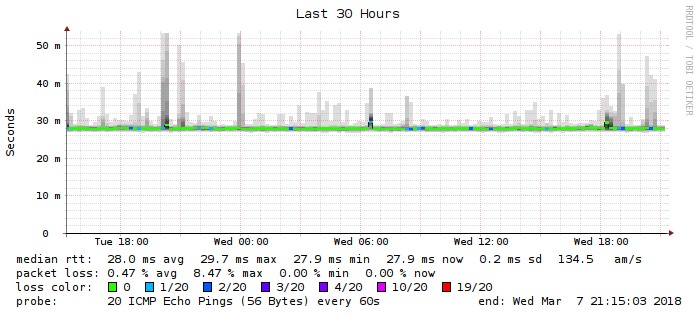 Last 30 Hours
RRDTOOL / TOBI OETIKER
Seconds
50 m
40 m
30 m
20 m
10 m
0
Tue 18:00 Wed 00:00 Wed 06:00 Wed 12:00 Wed 18:00
median rtt: 28.0 ms avg 29.7 ms max 27.9 ms min 27.9 ms now 0.2 ms sd 134.5 am/s
packet loss: 0.47 % avg 8.47 % max 0.00 % min 0.00 % now
loss color: 0 1/20 2/20 3/20 4/20 10/20 19/20
probe: 20 ICMP Echo Pings (56 Bytes) every 60s end: Wed Mar 7 21:15:03 2018